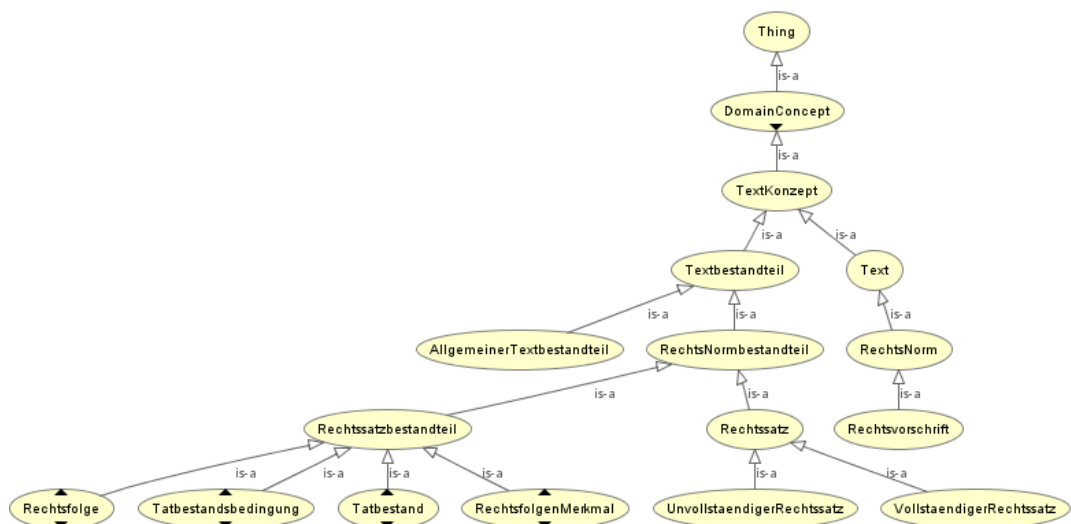 Thing
is-a
DomainConcept
is-a
TextKonzept
is-a
is-a
Textbestandteil
Text
is-a
is-a
is-a
AllgemeinerTextbestandteil
RechtsNormbestandteil
RechtsNorm
is-a
is-a
is-a
Rechtssatzbestandteil
Rechtssatz
Rechtsvorschrift
is-a
is-a
is-a
is-a
is-a
is-a
Rechtsfolge
Tatbestandsbedingung
Tatbestand
RechtsfolgenMerkmal
UnvollstaendigerRechtssatz
VollstaendigerRechtssatz